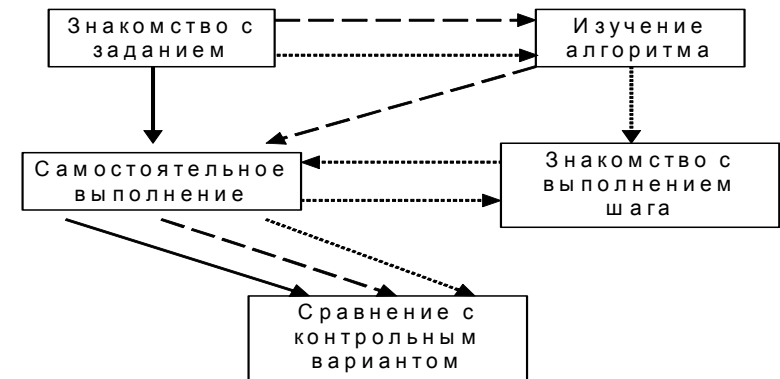 Знакомство с
заданием
Изучение
алгоритма
Самостоятельное
выполнение
Знакомство с
выполнением
шага
Сравнение с
контрольным
вариантом